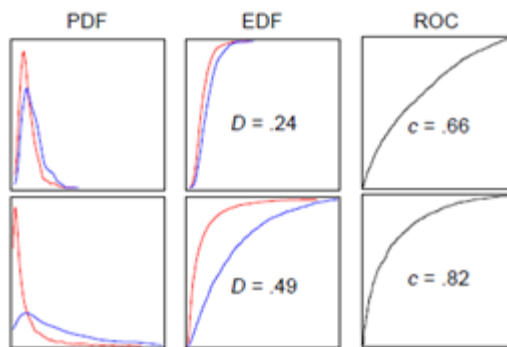 PDF EDF ROC
D = .24 c = .66
D = .49 c = .82